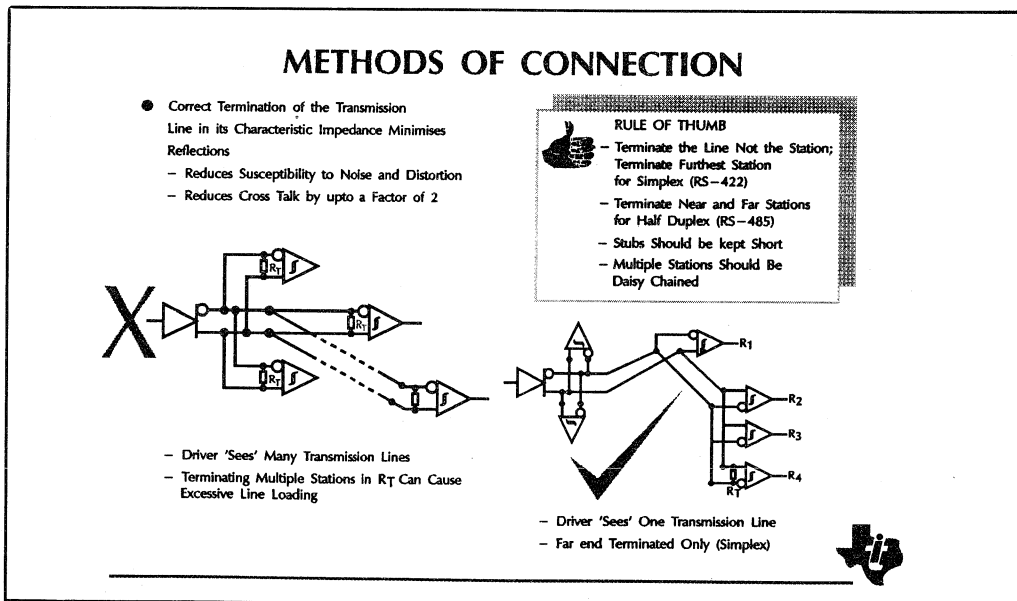 METHODS OF CONNECTION
● Correct Termination of the Transmission
Line in its Characteristic Impedance Minimises
Reflections
– Reduces Susceptibility to Noise and Distortion
– Reduces Cross Talk by upto a Factor of 2
RULE OF THUMB
– Terminate the Line Not the Station;
Terminate Furthest Station
for Simplex (RS–422)
– Terminate Near and Far Stations
for Half Duplex (RS–485)
– Stubs Should be kept Short
– Multiple Stations Should Be
Daisy Chained
RT
RT
RT
– Driver 'Sees' Many Transmission Lines
– Terminating Multiple Stations in RT Can Cause
Excessive Line Loading
R1
R2
R3
R4
RT
– Driver 'Sees' One Transmission Line
– Far end Terminated Only (Simplex)